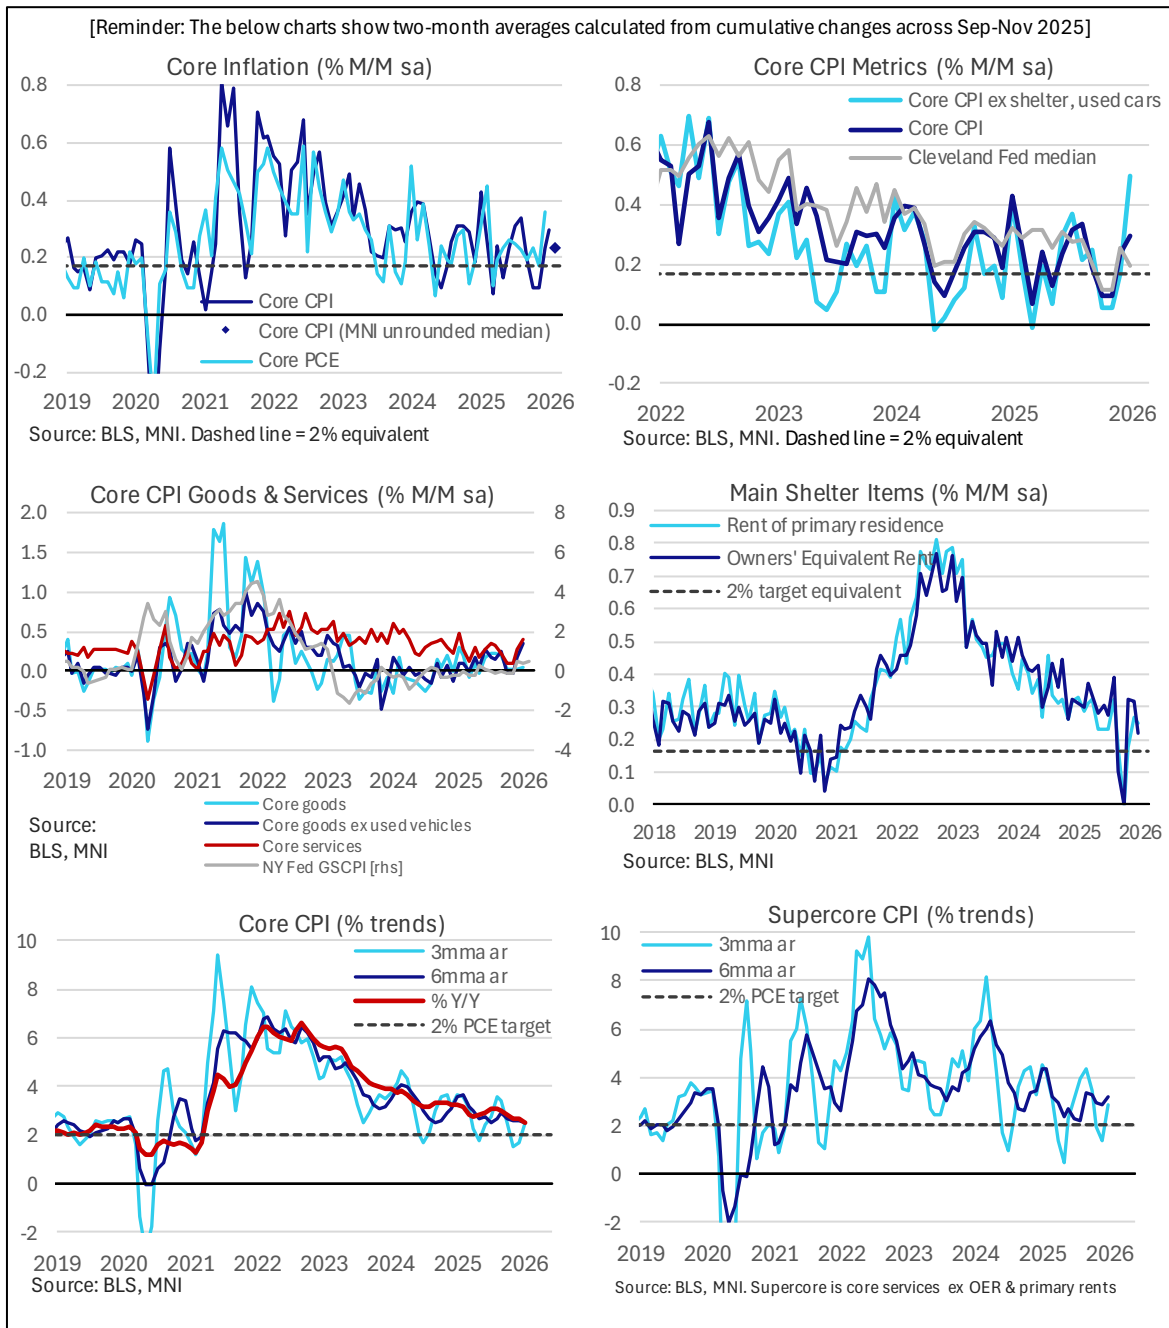 [Reminder: The below charts show two-month averages calculated from cumulative changes across Sep-Nov 2025]
Core Inflation (% M/M sa)
0.8
0.6
0.4
0.2
0.0
-0.2
Core CPI
Core CPI (MNI unrounded median)
Core PCE
2019 2020 2021 2022 2023 2024 2025 2026
Source: BLS, MNI. Dashed line = 2% equivalent
Core CPI Metrics (% M/M sa)
0.8
0.6
0.4
0.2
0.0
-0.2
Core CPI ex shelter, used cars
Core CPI
Cleveland Fed median
2022 2023 2024 2025 2026
Source: BLS, MNI. Dashed line = 2% equivalent
Core CPI Goods & Services (% M/M sa)
2.0
1.5
1.0
0.5
0.0
-0.5
-1.0
8
6
4
2
0
-2
-4
2019 2020 2021 2022 2023 2024 2025 2026
Core goods
Core goods ex used vehicles
Core services
NY Fed GSCPI [rhs]
Source:
BLS, MNI
Main Shelter Items (% M/M sa)
0.9
0.8
0.7
0.6
0.5
0.4
0.3
0.2
0.1
0.0
Rent of primary residence
Owners' Equivalent Rent
2% target equivalent
2018 2019 2020 2021 2022 2023 2024 2025 2026
Source: BLS, MNI
Core CPI (% trends)
10
8
6
4
2
0
-2
3mma ar
6mma ar
% Y/Y
2% PCE target
2019 2020 2021 2022 2023 2024 2025 2026
Source: BLS, MNI
Supercore CPI (% trends)
10
8
6
4
2
0
-2
3mma ar
6mma ar
2% PCE target
2019 2020 2021 2022 2023 2024 2025 2026
Source: BLS, MNI. Supercore is core services ex OER & primary rents